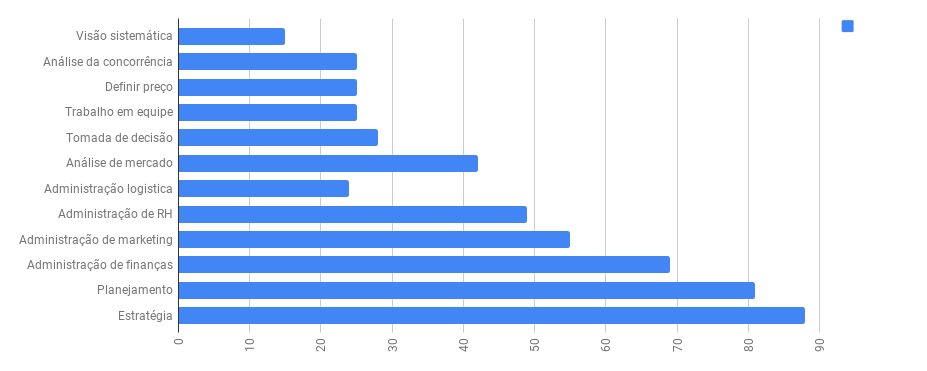 Visão sistemática
Análise da concorrência
Definir preço
Trabalho em equipe
Tomada de decisão
Análise de mercado
Administração logistica
Administração de RH
Administração de marketing
Administração de finanças
Planejamento
Estratégia
0
10
20
30
40
50
60
70
80
90